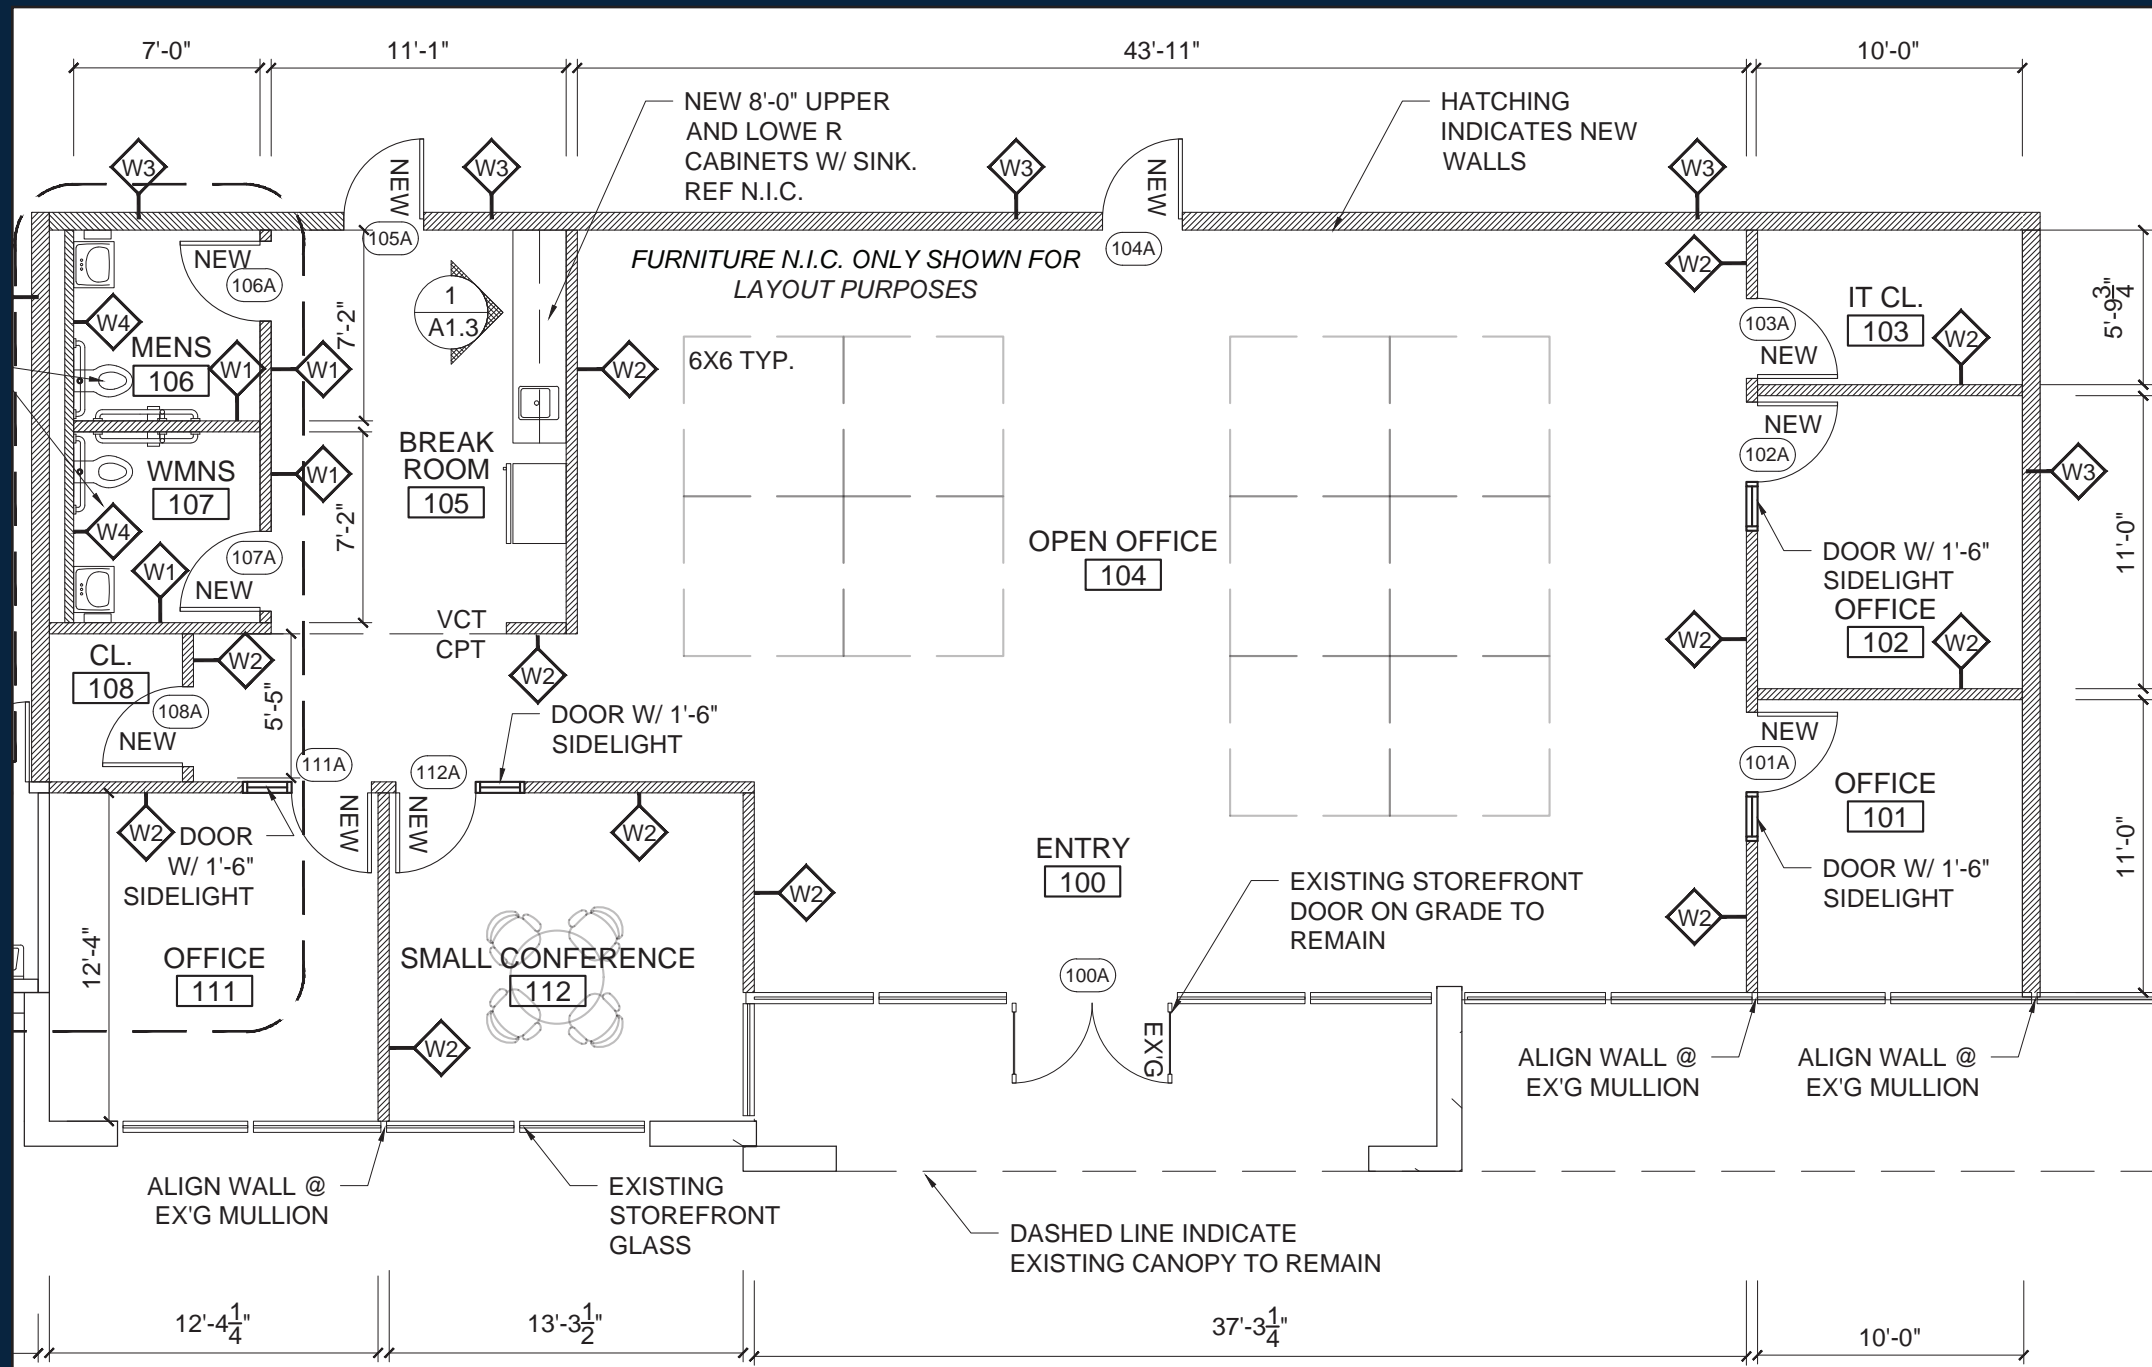 7'-0"
11'-1"
43'-11"
10'-0"
NEW 8'-0" UPPER
AND LOWE R
CABINETS W/ SINK.
REF N.I.C.
HATCHING
INDICATES NEW
WALLS
W3
NEW
W3
W3
NEW
W3
105A
104A
FURNITURE N.I.C. ONLY SHOWN FOR
LAYOUT PURPOSES
NEW
106A
W2
1
A1.3
IT CL.
103
5'-9 3/4"
W4
7'-2"
103A
NEW
W2
MENS
106
W1
W1
W2
6X6 TYP.
NEW
102A
BREAK
ROOM
105
WMNS
107
W1
W3
W4
7'-2"
107A
OPEN OFFICE
104
DOOR W/ 1'-6"
SIDELIGHT
11'-0"
W1
NEW
OFFICE
102
W2
W2
VCT
CPT
CL.
108
W2
W2
5'-5"
108A
NEW
DOOR W/ 1'-6"
SIDELIGHT
NEW
101A
111A
112A
OFFICE
101
W2
DOOR
W/ 1'-6"
SIDELIGHT
NEW
NEW
W2
ENTRY
100
11'-0"
DOOR W/ 1'-6"
SIDELIGHT
W2
EXISTING STOREFRONT
DOOR ON GRADE TO
REMAIN
W2
12'-4"
OFFICE
111
SMALL CONFERENCE
112
100A
W2
EX'G
ALIGN WALL @
EX'G MULLION
ALIGN WALL @
EX'G MULLION
ALIGN WALL @
EX'G MULLION
EXISTING
STOREFRONT
GLASS
DASHED LINE INDICATE
EXISTING CANOPY TO REMAIN
12'-4 1/4"
13'-3 1/2"
37'-3 1/4"
10'-0"